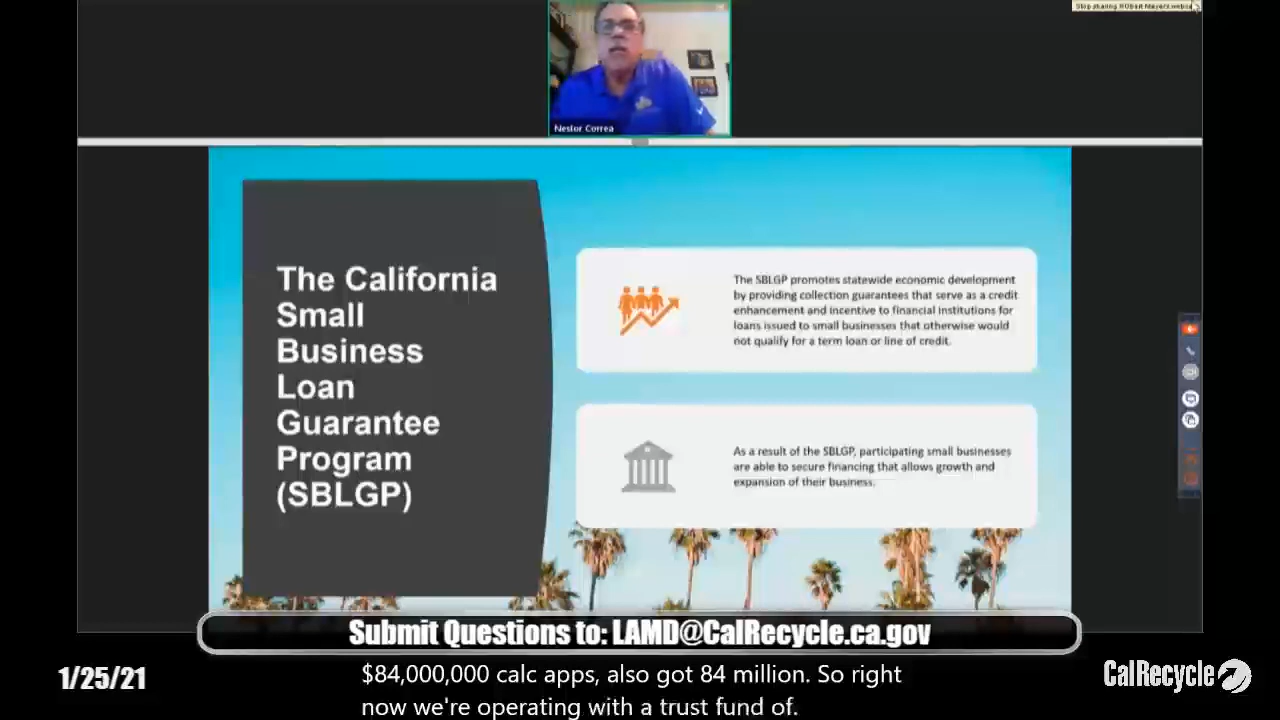 Stop sharing Robert Meyers webca
Nestor Correa
The California
Small
Business
Loan
Guarantee
Program
(SBLGP)
The SBLGP promotes statewide economic development
by providing collection guarantees that serve as a credit
enhancement and incentive to financial institutions for
loans issued to small businesses that otherwise would
not qualify for a term loan or line of credit.
As a result of the SBLGP, participating small businesses
are able to secure financing that allows growth and
expansion of their business.
Submit Questions to: LAMD@CalRecycle.ca.gov
1/25/21
$84,000,000 calc apps, also got 84 million. So right
now we're operating with a trust fund of.
CalRecycle